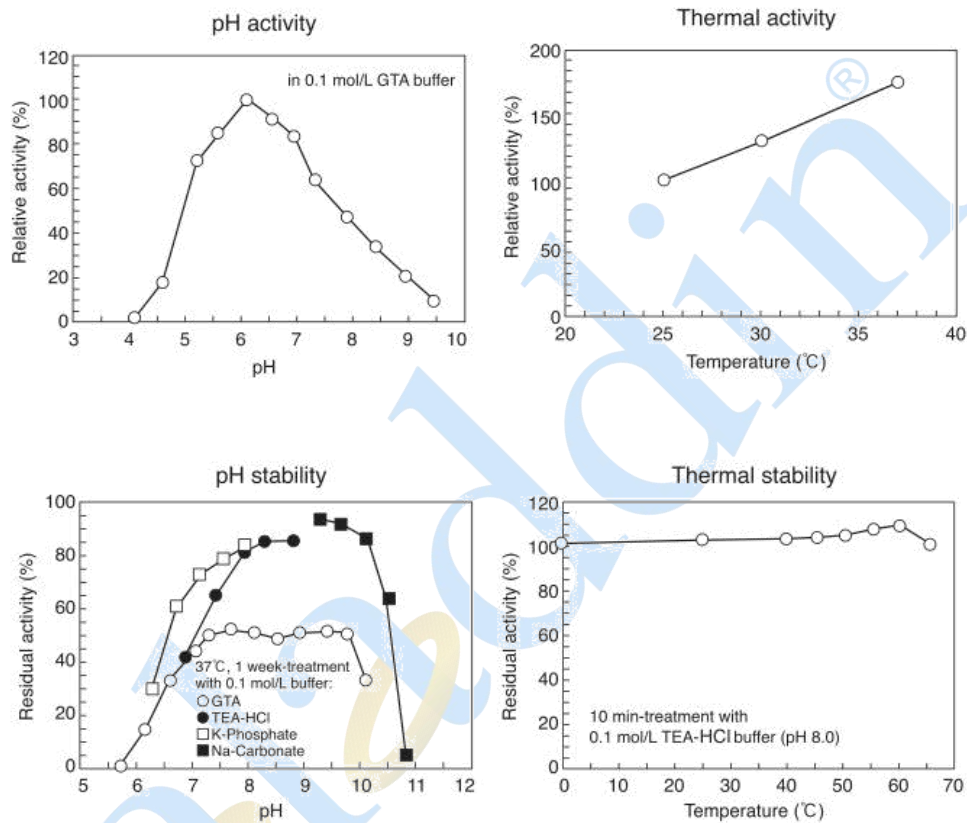 pH activity
120
100
80
60
40
20
0
Relative activity (%)
in 0.1 mol/L GTA buffer
3 4 5 6 7 8 9 10
pH
Thermal activity
200
150
100
50
0
Relative activity (%)
20 25 30 35 40
Temperature (℃)
®
pH stability
100
80
60
40
20
0
Residual activity (%)
37℃, 1 week-treatment
with 0.1 mol/L buffer:
GTA
TEA-HCl
K-Phosphate
Na-Carbonate
5 6 7 8 9 10 11 12
pH
Thermal stability
120
100
80
60
40
20
0
Residual activity (%)
10 min-treatment with
0.1 mol/L TEA-HCl buffer (pH 8.0)
0 10 20 30 40 50 60 70
Temperature (℃)
addin